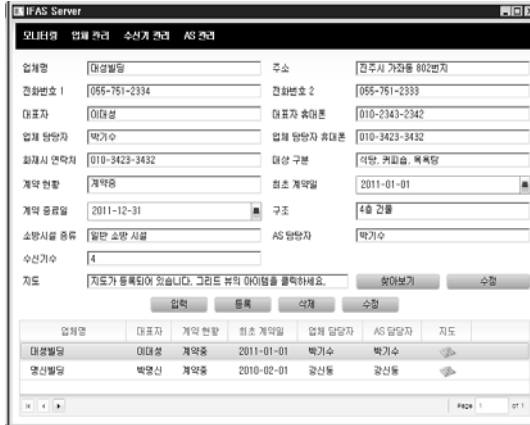 IFAS Server
모니터링 업체 관리 수신기 관리 AS 관리
업체명 대성빌딩 주소 진주시 가좌동 802번지
전화번호 1 055-751-2334 전화번호 2 055-751-2333
대표자 이대성 대표자 휴대폰 010-2343-2342
업체 담당자 박기수 업체 담당자 휴대폰 010-3423-3432
화재시 연락처 010-3423-3432 대상 구분 식당, 커피숍, 목욕탕
계약 현황 계약중 최초 계약일 2011-01-01
계약 종료일 2011-12-31 구조 4층 건물
소방시설 종류 일반 소방 시설 AS 담당자 박기수
수신기수 4
지도 지도가 등록되어 있습니다. 그리드 뷰의 아이템을 클릭하세요. 찾아보기 수정
입력 등록 삭제 수정
업체명 대표자 계약 현황 최초 계약일 업체 담당자 AS 담당자 지도
대성빌딩 이대성 계약중 2011-01-01 박기수 박기수
명신빌딩 박명신 계약중 2010-02-01 강신동 강신동
Page 1 of 1